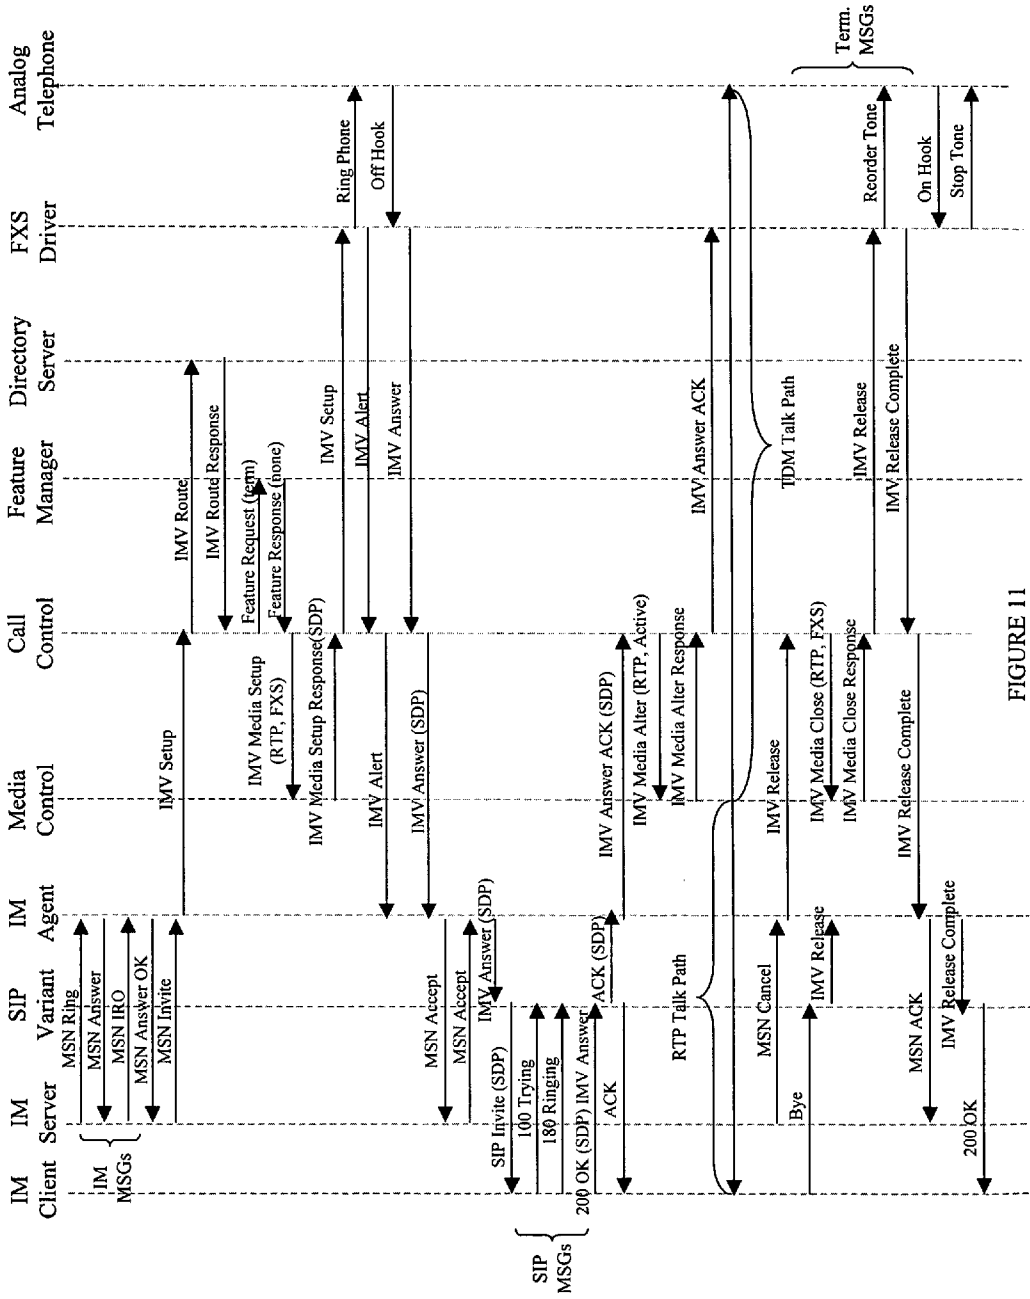 IM
Client
IM
Server
SIP
Variant
IM
Agent
Media
Control
Call
Control
Feature
Manager
Directory
Server
FXS
Driver
Analog
Telephone
IM
MSGs
MSN Ring
MSN Answer
MSN IRO
MSN Answer OK
MSN Invite
IMV Setup
IMV Route
IMV Route Response
Feature Request (term)
Feature Response (none)
IMV Media Setup
(RTP, FXS)
IMV Media Setup Response(SDP)
IMV Setup
Ring Phone
IMV Alert
IMV Alert
Off Hook
IMV Answer
IMV Answer (SDP)
MSN Accept
MSN Accept
IMV Answer (SDP)
SIP
MSGs
SIP Invite (SDP)
100 Trying
180 Ringing
200 OK (SDP) IMV Answer
ACK (SDP)
ACK
IMV Answer ACK (SDP)
IMV Media Alter (RTP, Active)
IMV Media Alter Response
IMV Answer ACK
RTP Talk Path
TDM Talk Path
MSN Cancel
IMV Release
Bye
IMV Release
IMV Media Close (RTP, FXS)
IMV Media Close Response
IMV Release
Reorder Tone
Term.
MSGs
IMV Release Complete
IMV Release Complete
On Hook
Stop Tone
MSN ACK
IMV Release Complete
200 OK
FIGURE 11